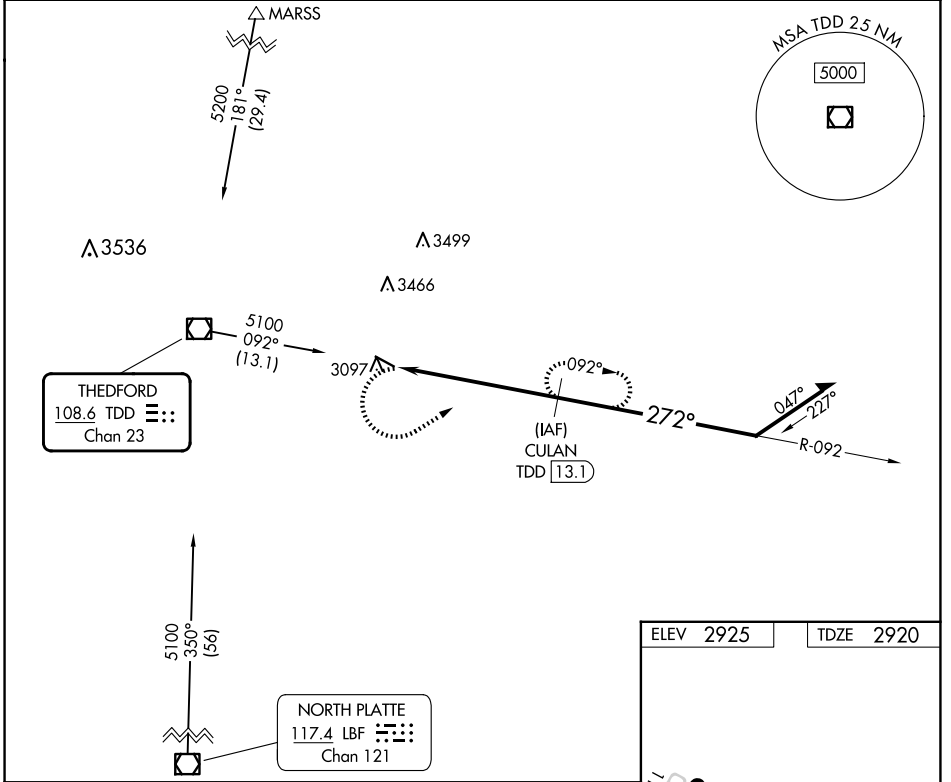 MARSS
5200
181°
(29.4)
MSA TDD 25 NM
5000
3536
3499
3466
5100
092°
(13.1)
3097
THEDFORD
108.6 TDD
Chan 23
092°
(IAF)
CULAN
TDD 13.1
272°
047°
227°
R-092
5100
350°
(56)
NORTH PLATTE
117.4 LBF
Chan 121
ELEV 2925
TDZE 2920